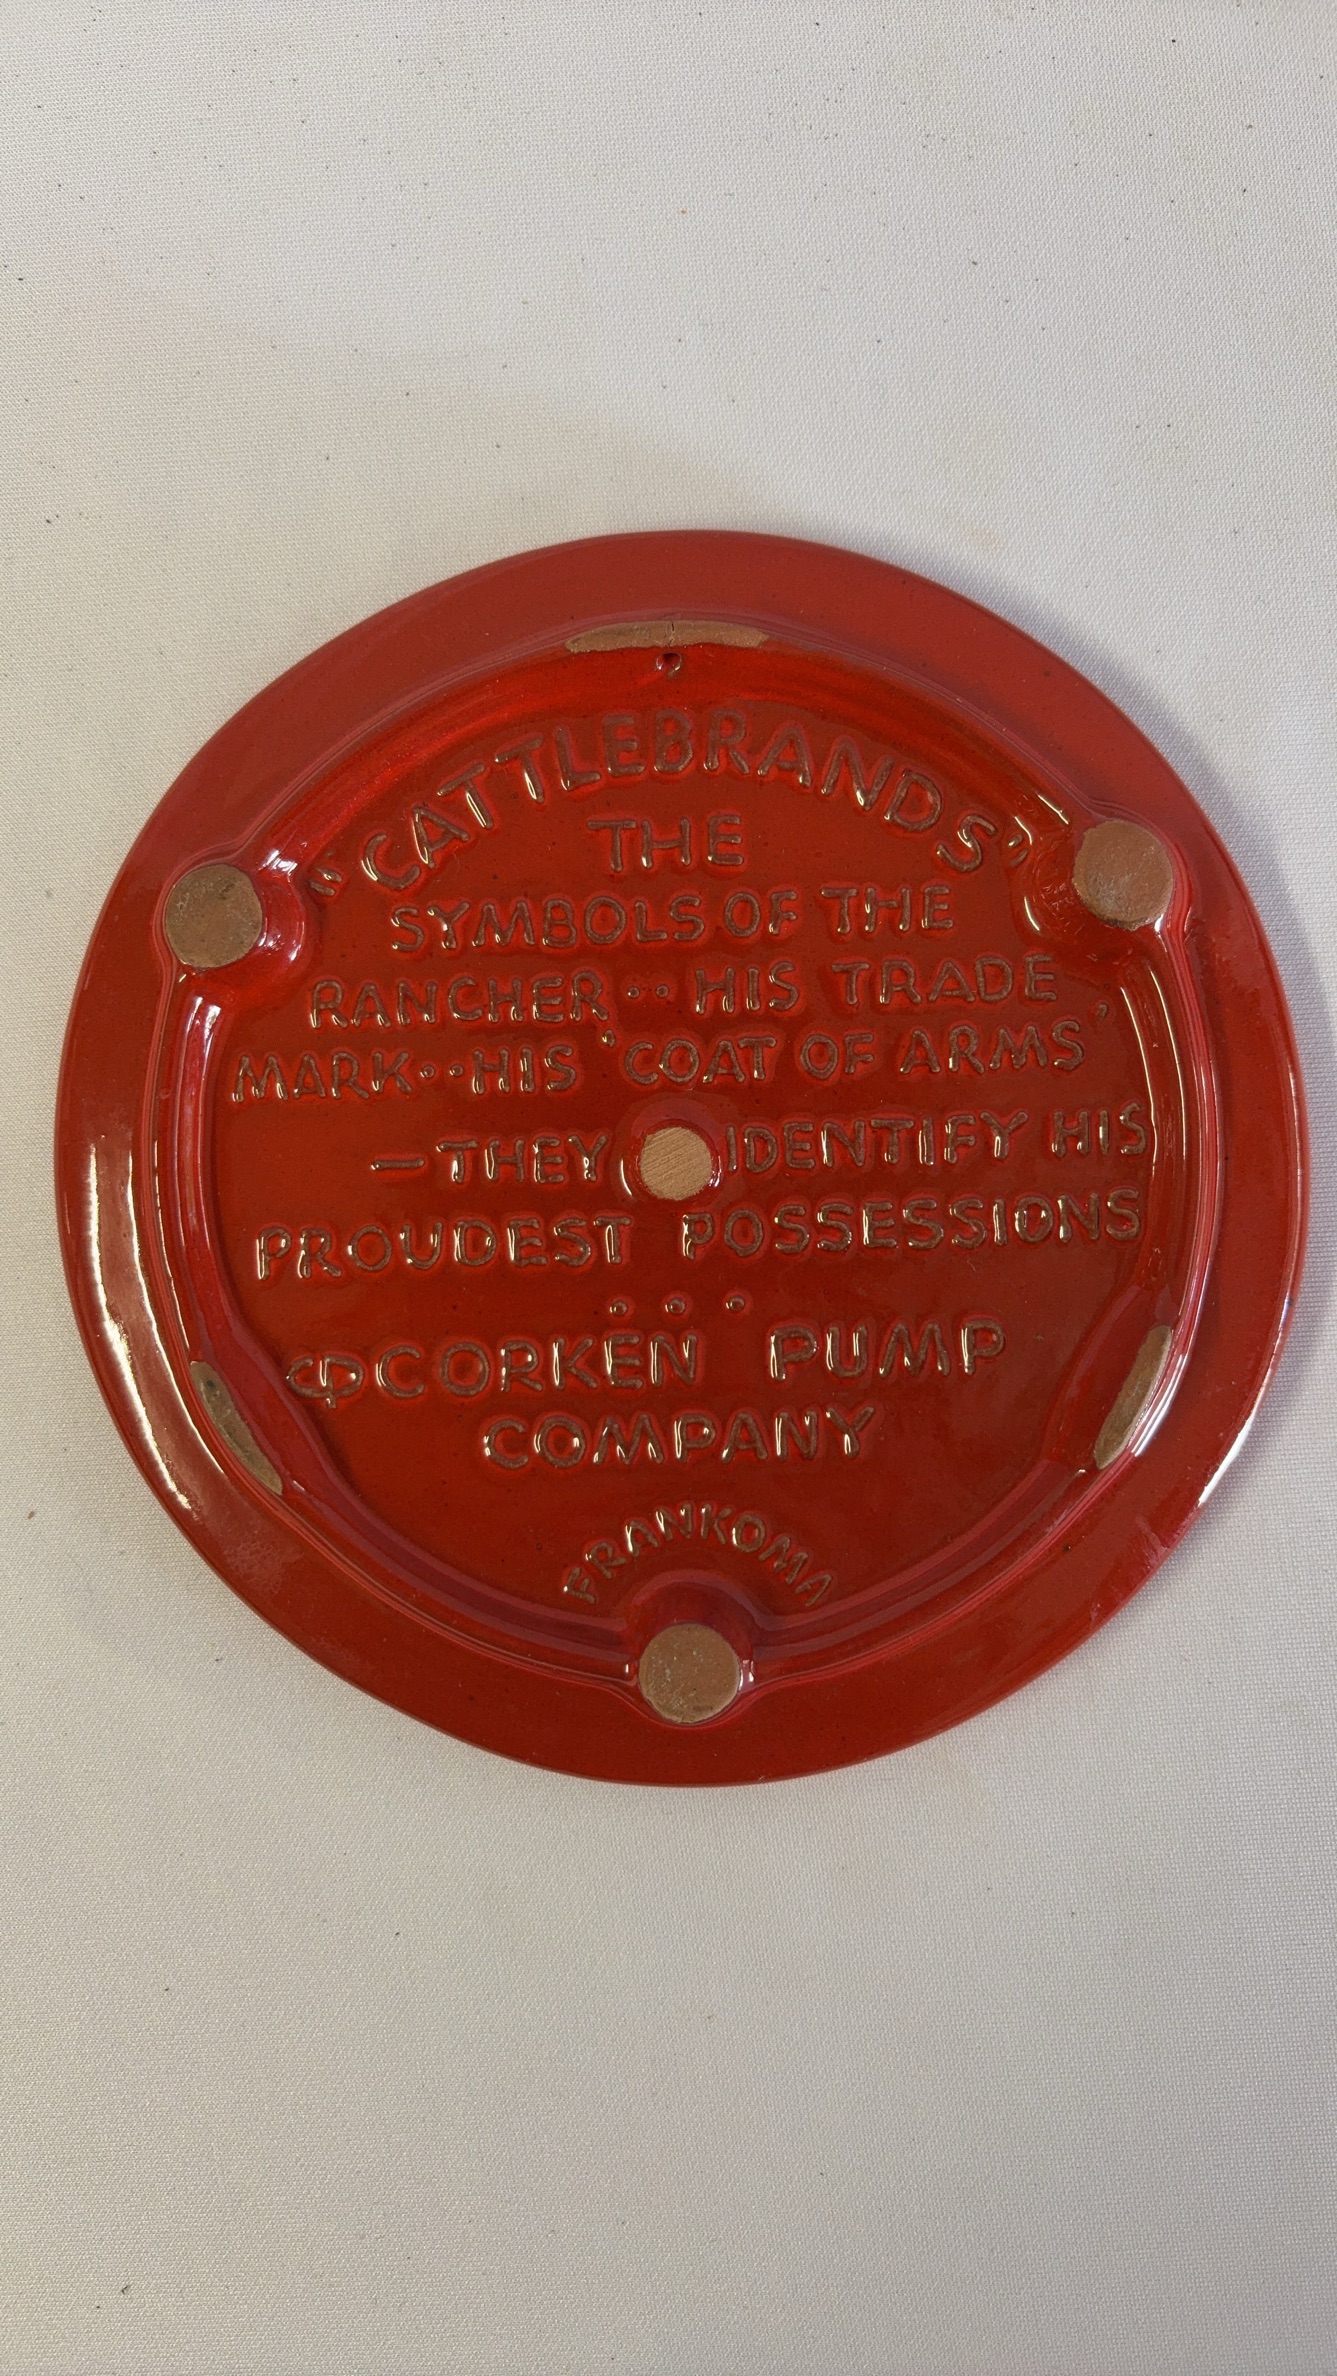 "CATTLEBRANDS"
THE
SYMBOLS OF THE
RANCHER·· HIS TRADE
MARK··HIS 'COAT OF ARMS'
—THEY IDENTIFY HIS
PROUDEST POSSESSIONS
...
CP CORKEN PUMP
COMPANY
FRANKOMA